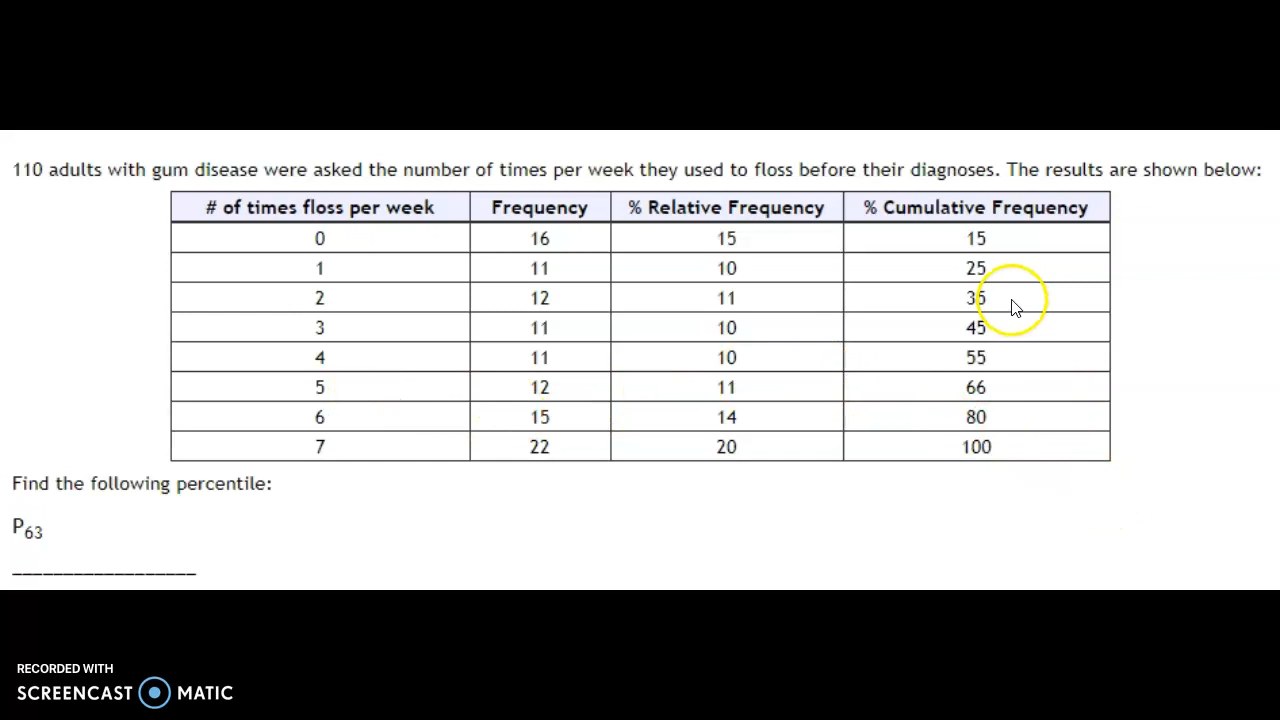 110 adults with gum disease were asked the number of times per week they used to floss before their diagnoses. The results are shown below:
# of times floss per week Frequency % Relative Frequency % Cumulative Frequency
0 16 15 15
1 11 10 25
2 12 11 35
3 11 10 45
4 11 10 55
5 12 11 66
6 15 14 80
7 22 20 100
Find the following percentile:
P63
__________________
RECORDED WITH
SCREENCAST MATIC